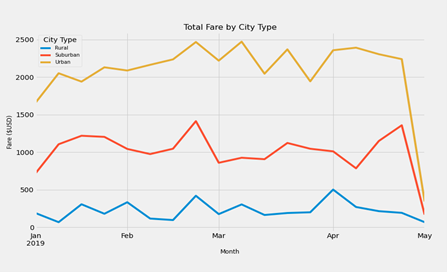 Total Fare by City Type
City Type
Rural
Suburban
Urban
Fare ($USD)
2500
2000
1500
1000
500
0
Jan Feb Mar Apr May
2019
Month